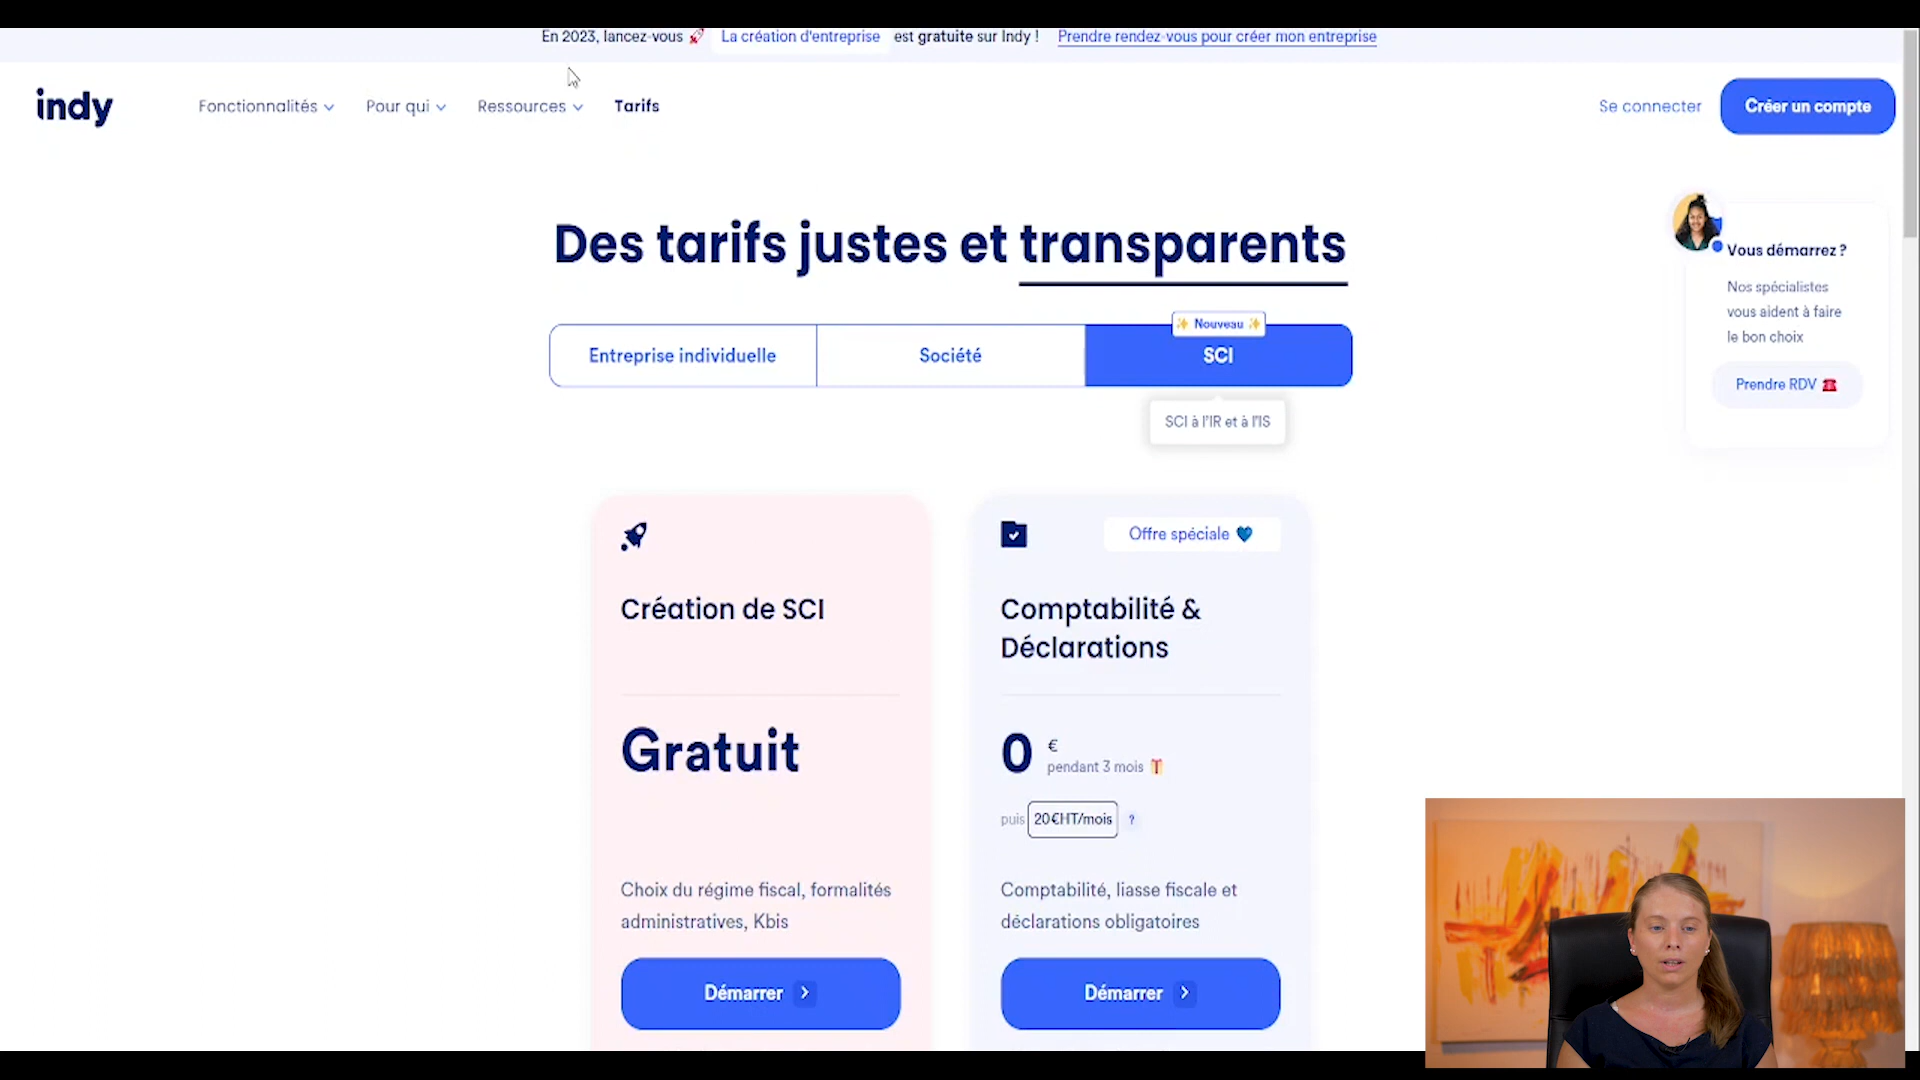 En 2023, lancez-vous 🚀 La création d'entreprise est gratuite sur Indy ! Prendre rendez-vous pour créer mon entreprise
indy
Fonctionnalités Pour qui Ressources Tarifs
Se connecter
Créer un compte
Des tarifs justes et transparents
✨ Nouveau ✨
Entreprise individuelle
Société
SCI
SCI à l'IR et à l'IS
Vous démarrez ?
Nos spécialistes
vous aident à faire
le bon choix
Prendre RDV ☎️
Création de SCI
Gratuit
Choix du régime fiscal, formalités
administratives, Kbis
Démarrer
Offre spéciale 💙
Comptabilité &
Déclarations
0 €
pendant 3 mois 🎁
puis 20€HT/mois ?
Comptabilité, liasse fiscale et
déclarations obligatoires
Démarrer